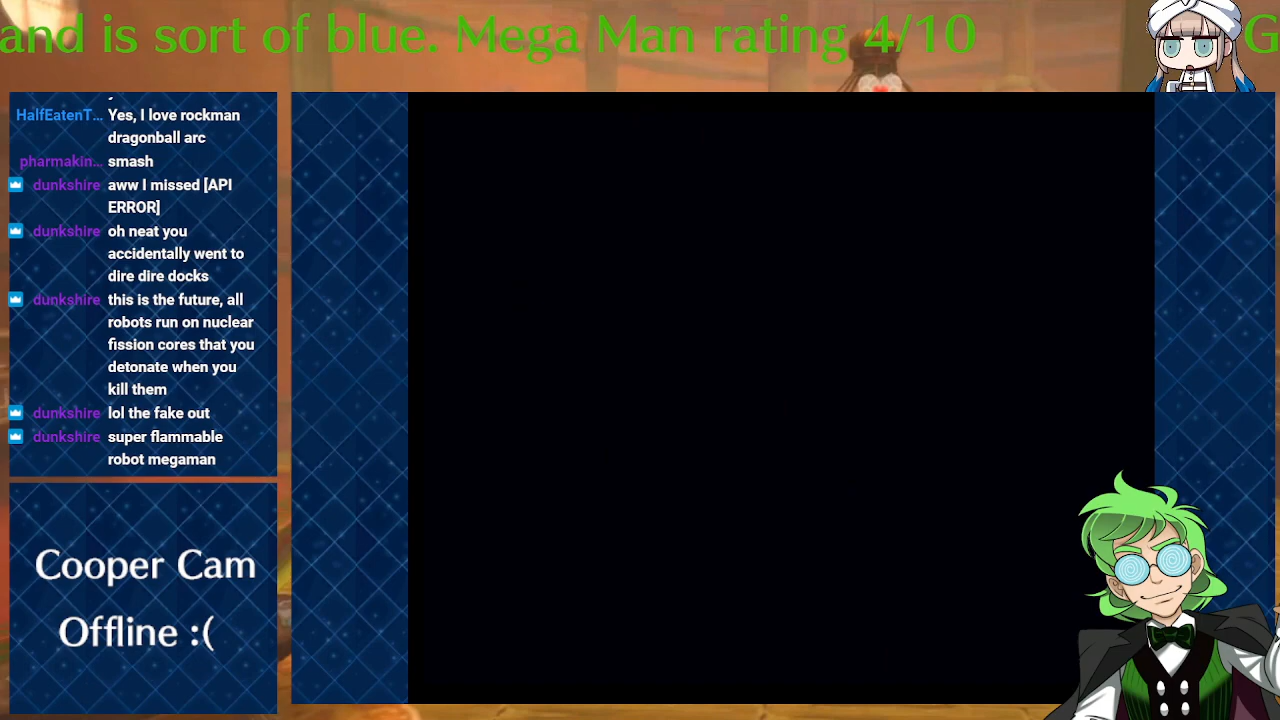 and is sort of blue. Mega Man rating 4/10 G
HalfEatenT... Yes, I love rockman
dragonball arc
pharmakin... smash
dunkshire aww I missed [API
ERROR]
dunkshire oh neat you
accidentally went to
dire dire docks
dunkshire this is the future, all
robots run on nuclear
fission cores that you
detonate when you
kill them
dunkshire lol the fake out
dunkshire super flammable
robot megaman
Cooper Cam
Offline :(